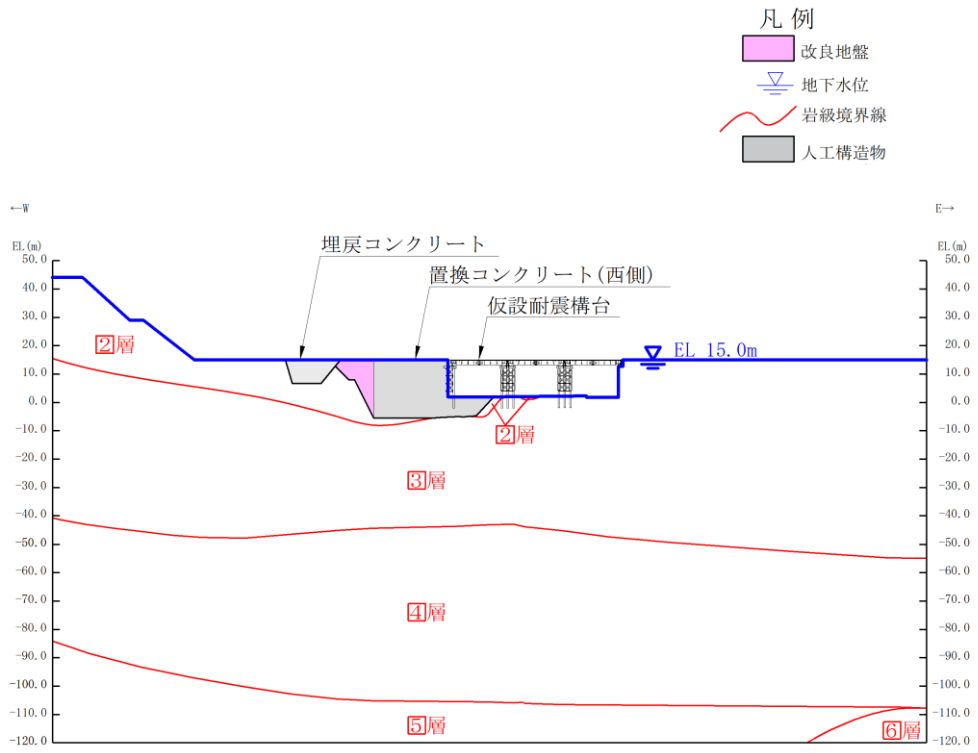 凡 例
改良地盤
地下水位
岩級境界線
人工構造物
←W
E→
EL(m)
EL(m)
埋戻コンクリート
置換コンクリート(西側)
仮設耐震構台
EL 15.0m
50.0
40.0
30.0
20.0
10.0
0.0
-10.0
-20.0
-30.0
-40.0
-50.0
-60.0
-70.0
-80.0
-90.0
-100.0
-110.0
-120.0
②層
②層
③層
④層
⑤層
⑥層
50.0
40.0
30.0
20.0
10.0
0.0
-10.0
-20.0
-30.0
-40.0
-50.0
-60.0
-70.0
-80.0
-90.0
-100.0
-110.0
-120.0